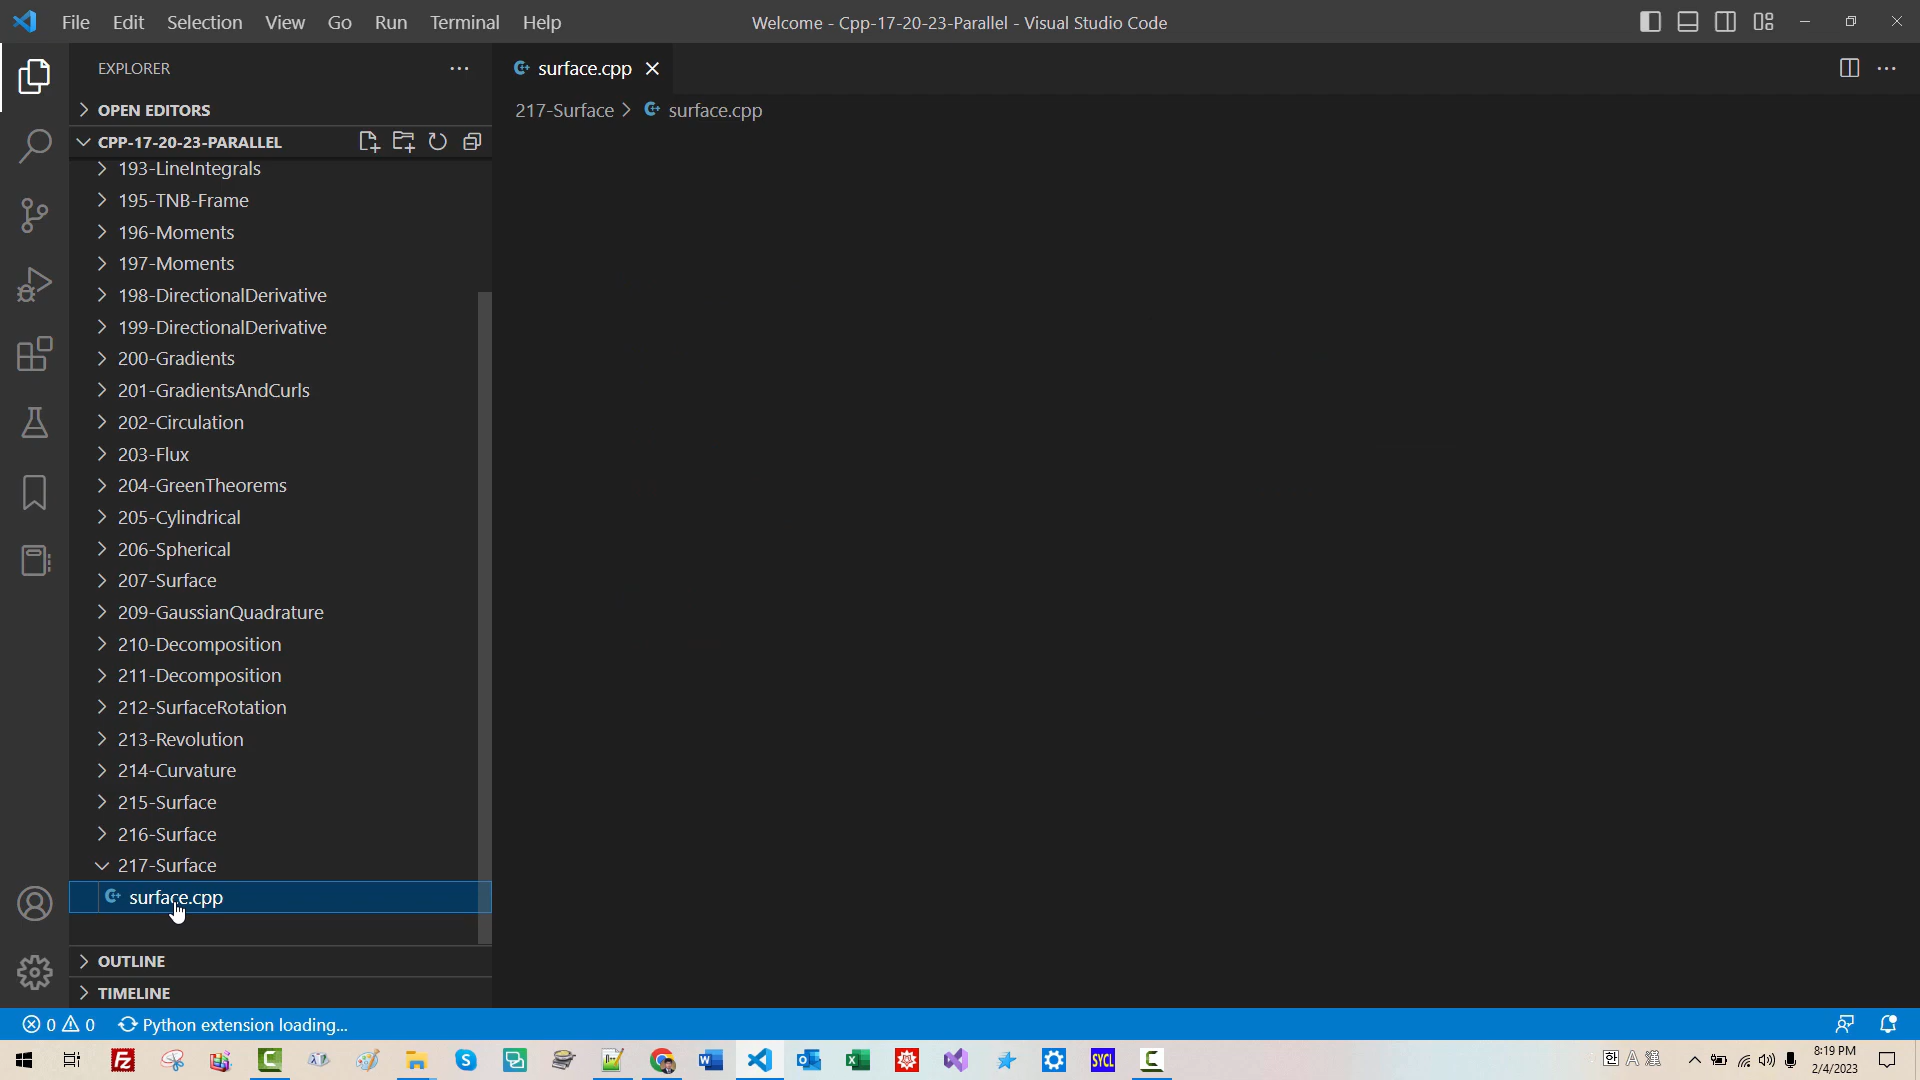 File Edit Selection View Go Run Terminal Help
Welcome - Cpp-17-20-23-Parallel - Visual Studio Code
EXPLORER
surface.cpp
OPEN EDITORS
217-Surface > surface.cpp
CPP-17-20-23-PARALLEL
193-LineIntegrals
195-TNB-Frame
196-Moments
197-Moments
198-DirectionalDerivative
199-DirectionalDerivative
200-Gradients
201-GradientsAndCurls
202-Circulation
203-Flux
204-GreenTheorems
205-Cylindrical
206-Spherical
207-Surface
209-GaussianQuadrature
210-Decomposition
211-Decomposition
212-SurfaceRotation
213-Revolution
214-Curvature
215-Surface
216-Surface
217-Surface
surface.cpp
OUTLINE
TIMELINE
0 0 Python extension loading...
SYCL
한 A 漢
8:19 PM
2/4/2023